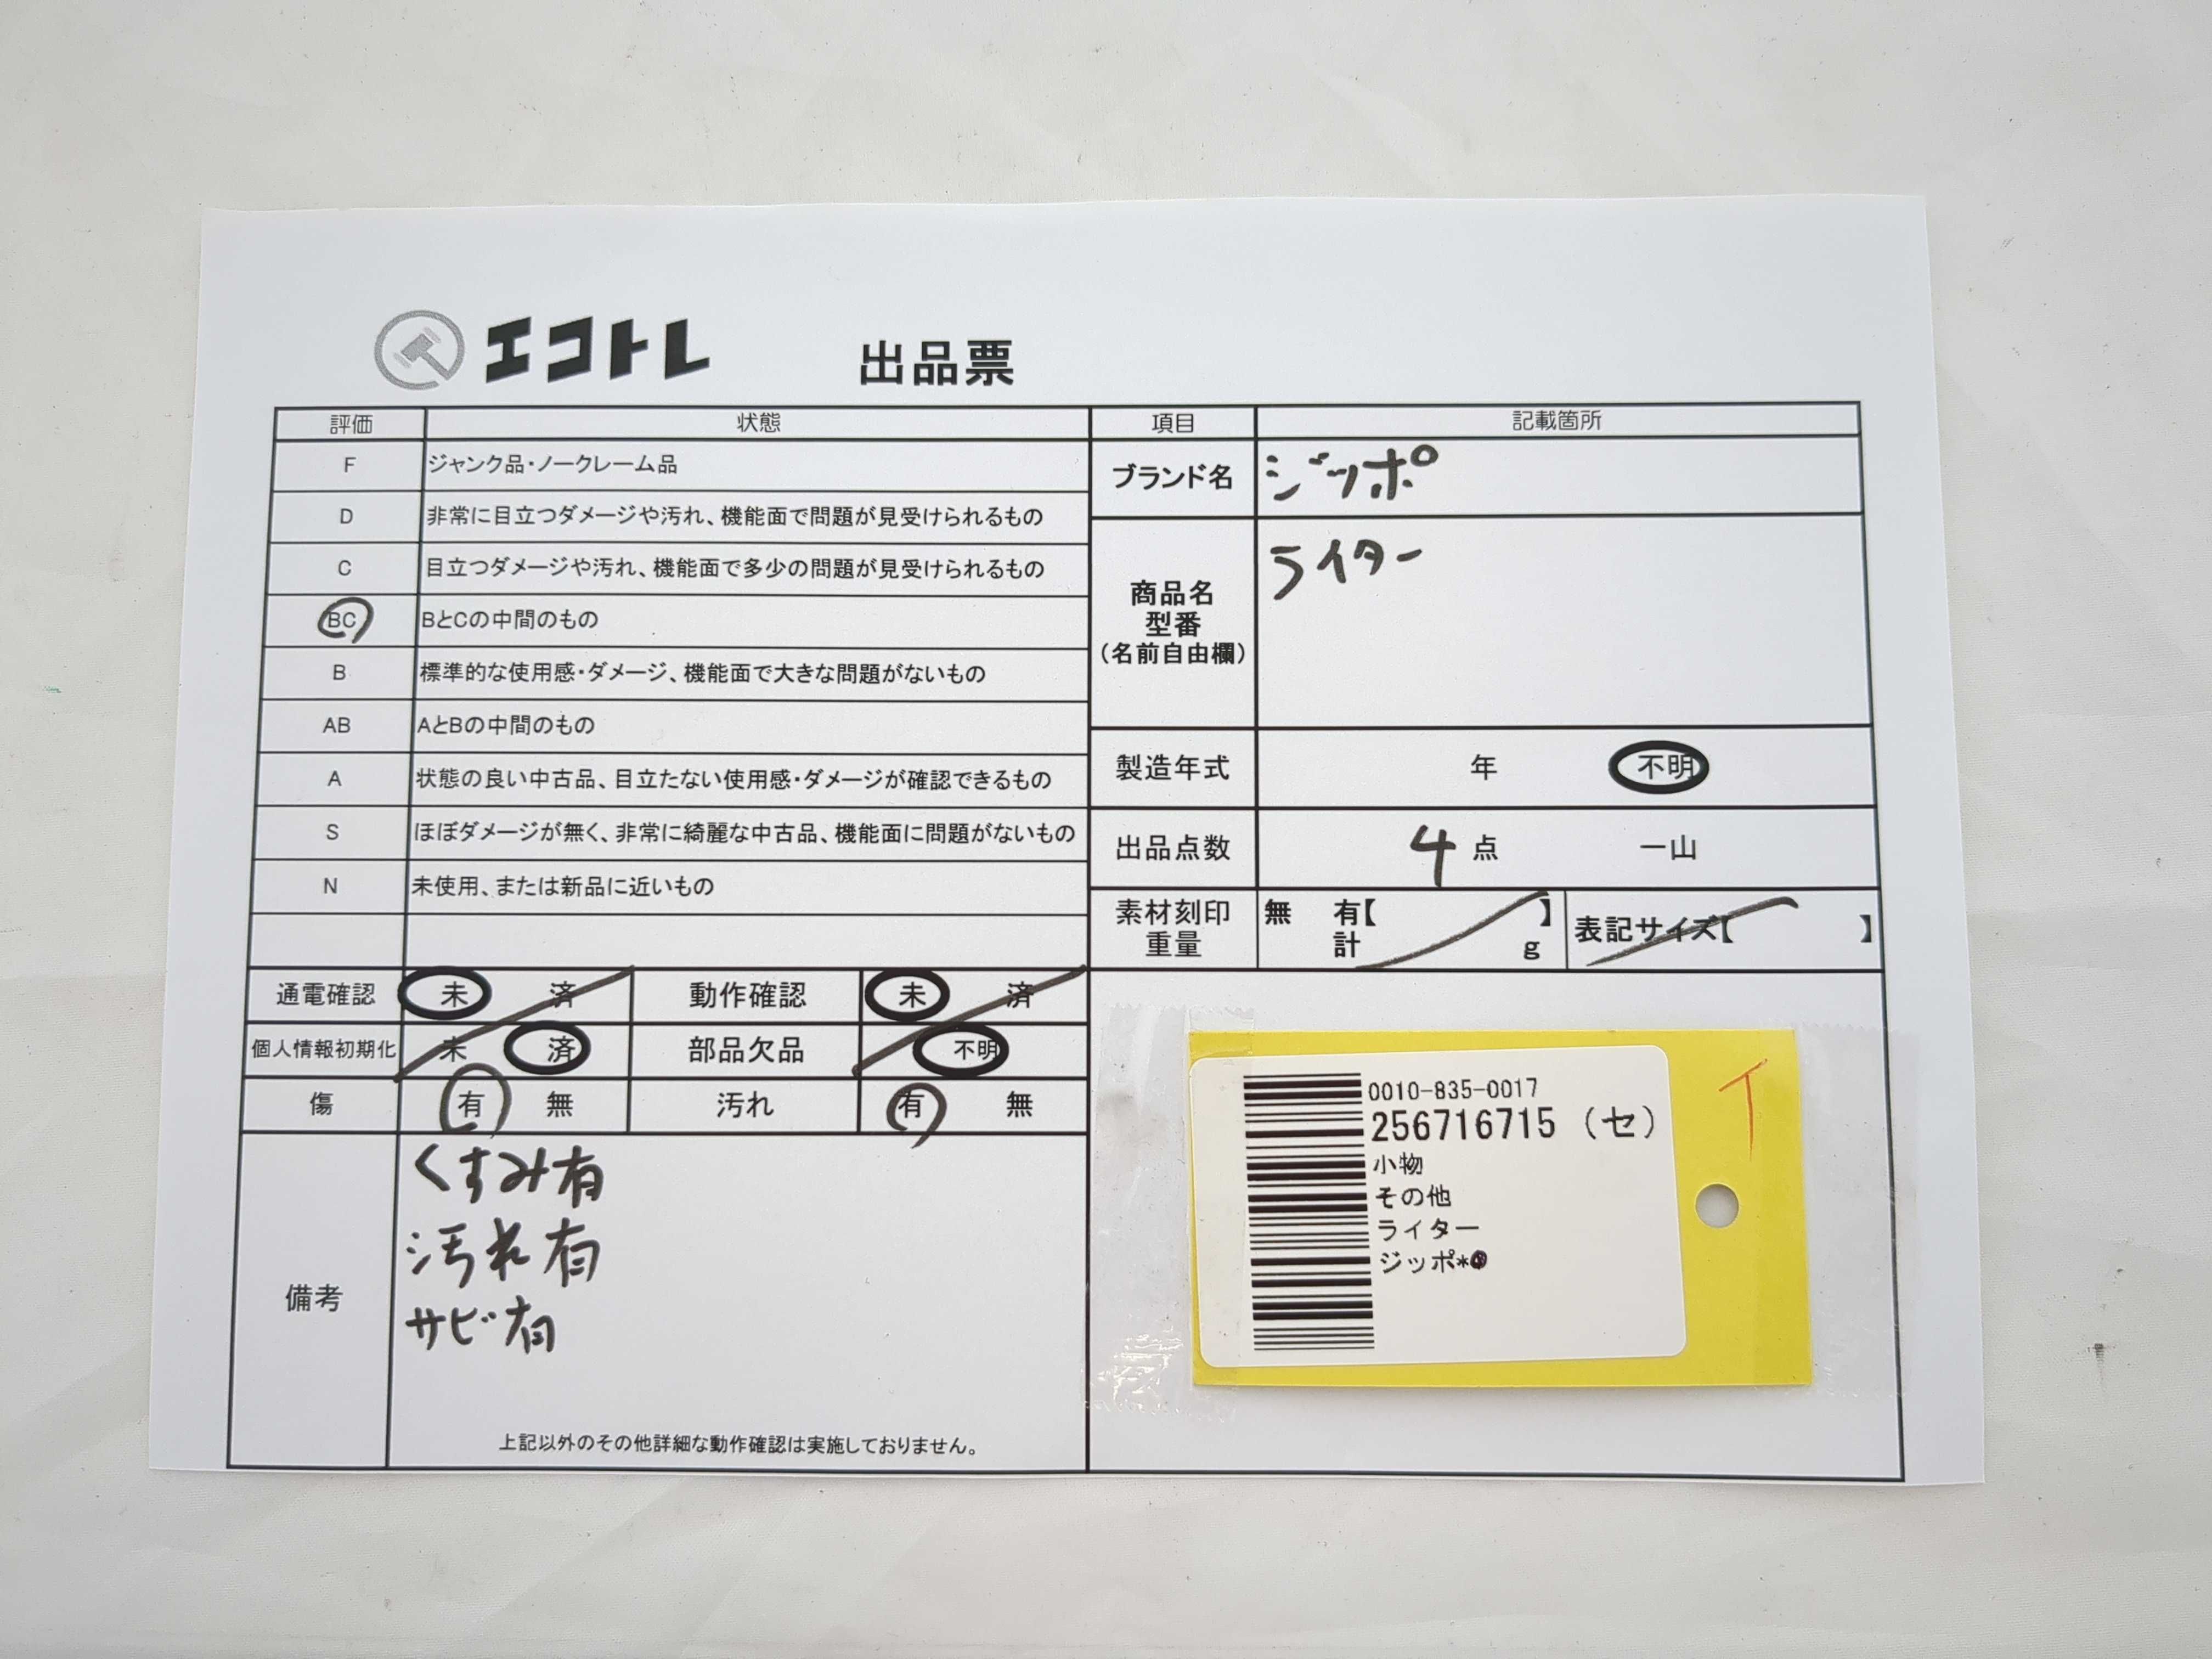 エコトレ 出品票
評価 状態
F ジャンク品・ノークレーム品
D 非常に目立つダメージや汚れ、機能面で問題が見受けられるもの
C 目立つダメージや汚れ、機能面で多少の問題が見受けられるもの
BC BとCの中間のもの
B 標準的な使用感・ダメージ、機能面で大きな問題がないもの
AB AとBの中間のもの
A 状態の良い中古品、目立たない使用感・ダメージが確認できるもの
S ほぼダメージが無く、非常に綺麗な中古品、機能面に問題がないもの
N 未使用、または新品に近いもの
通電確認 未 済 動作確認 未 済
個人情報初期化 未 済 部品欠品 不明
傷 有 無 汚れ 有 無
備考
くすみ有
汚れ有
サビ有
上記以外のその他詳細な動作確認は実施しておりません。
項目 記載箇所
ブランド名 ジッポ
商品名
型番
(名前自由欄)
ライター
製造年式 年 不明
出品点数 4点 一山
素材刻印 無 有【 】
重量 計 g
表記サイズ【 】
0010-835-0017
256716715 (セ)
小物
その他
ライター
ジッポ*
イ